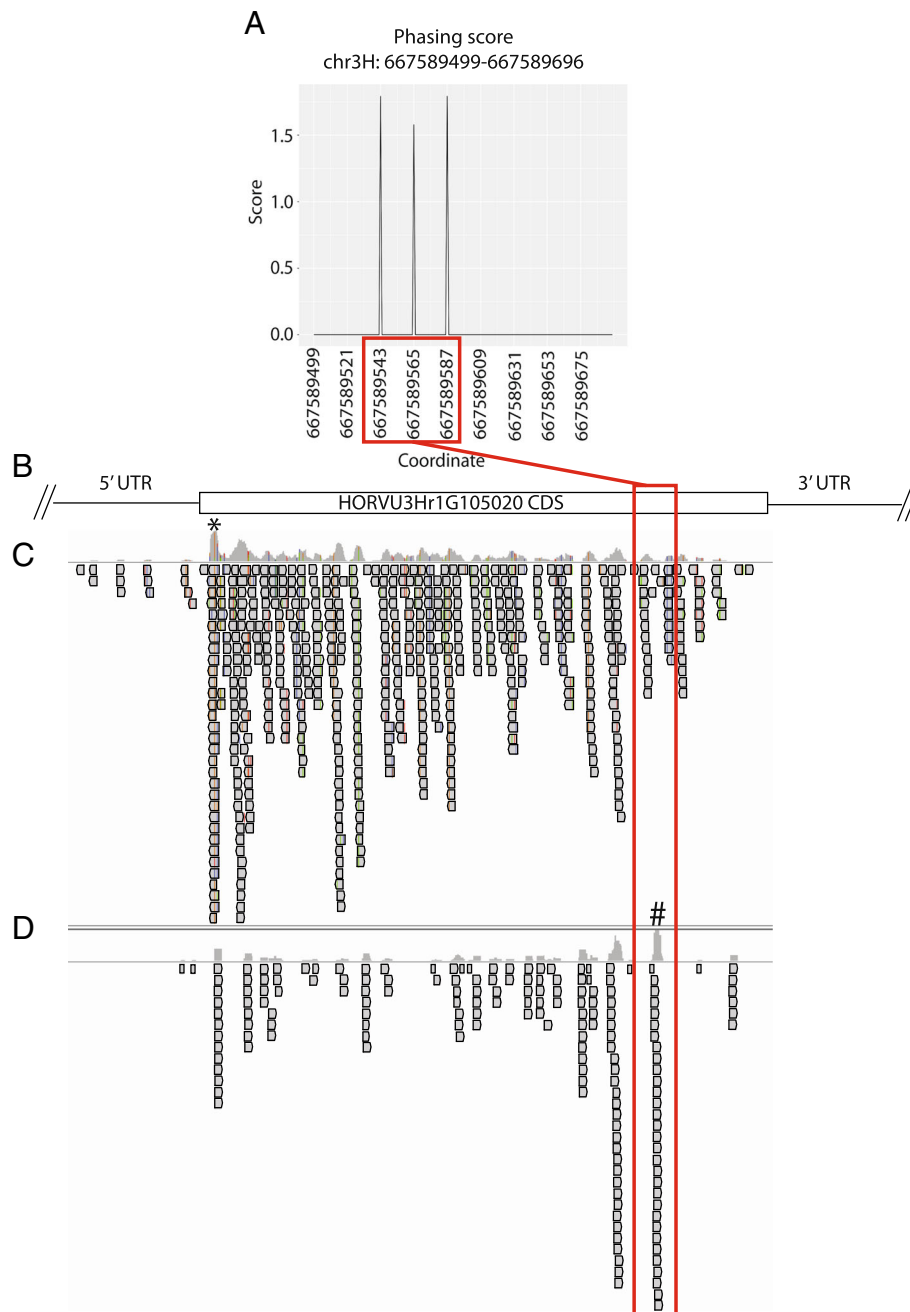 A
Phasing score
chr3H: 667589499-667589696
Score
1.5
1.0
0.5
0.0
667589499
667589521
667589543
667589565
667589587
667589609
667589631
667589653
667589675
Coordinate
B
5′ UTR
HORVU3Hr1G105020 CDS
3′ UTR
*
C
D
#